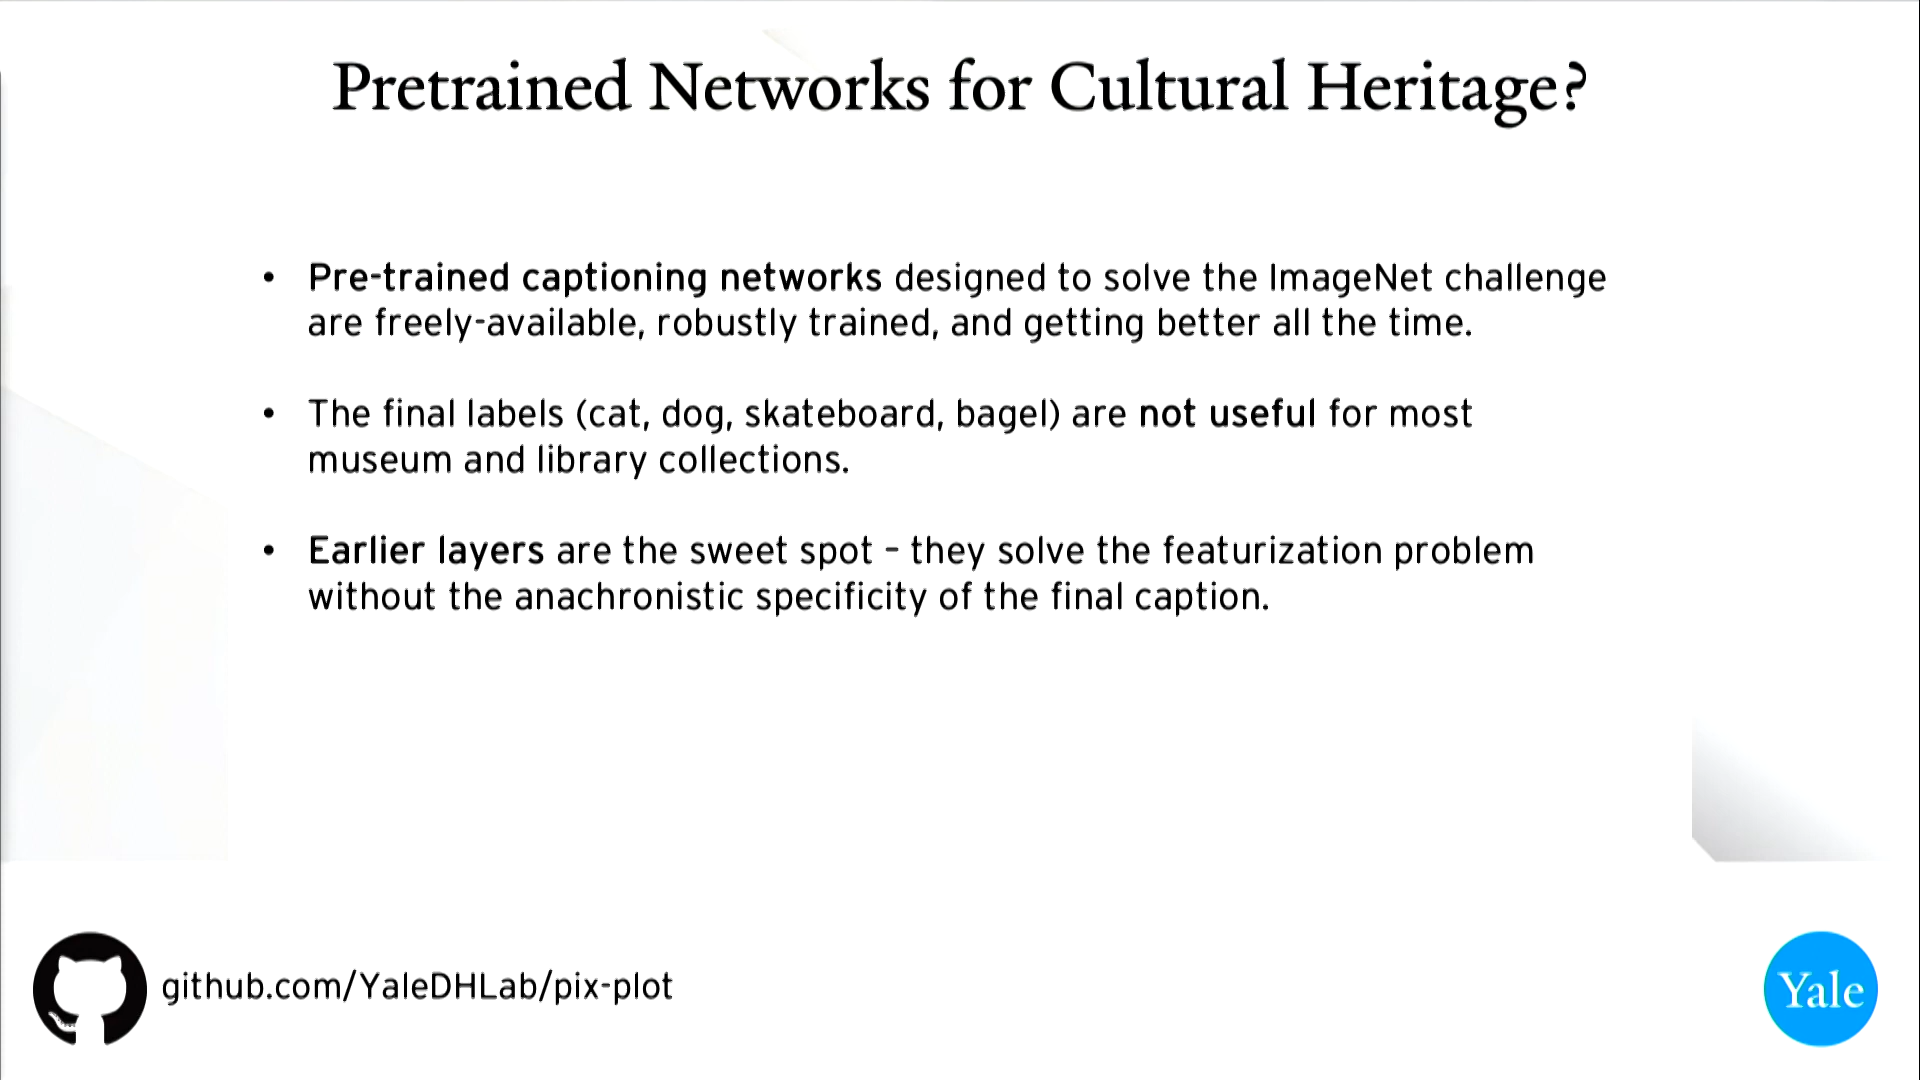 Pretrained Networks for Cultural Heritage?
• Pre-trained captioning networks designed to solve the ImageNet challenge
are freely-available, robustly trained, and getting better all the time.
• The final labels (cat, dog, skateboard, bagel) are not useful for most
museum and library collections.
• Earlier layers are the sweet spot – they solve the featurization problem
without the anachronistic specificity of the final caption.
github.com/YaleDHLab/pix-plot
Yale